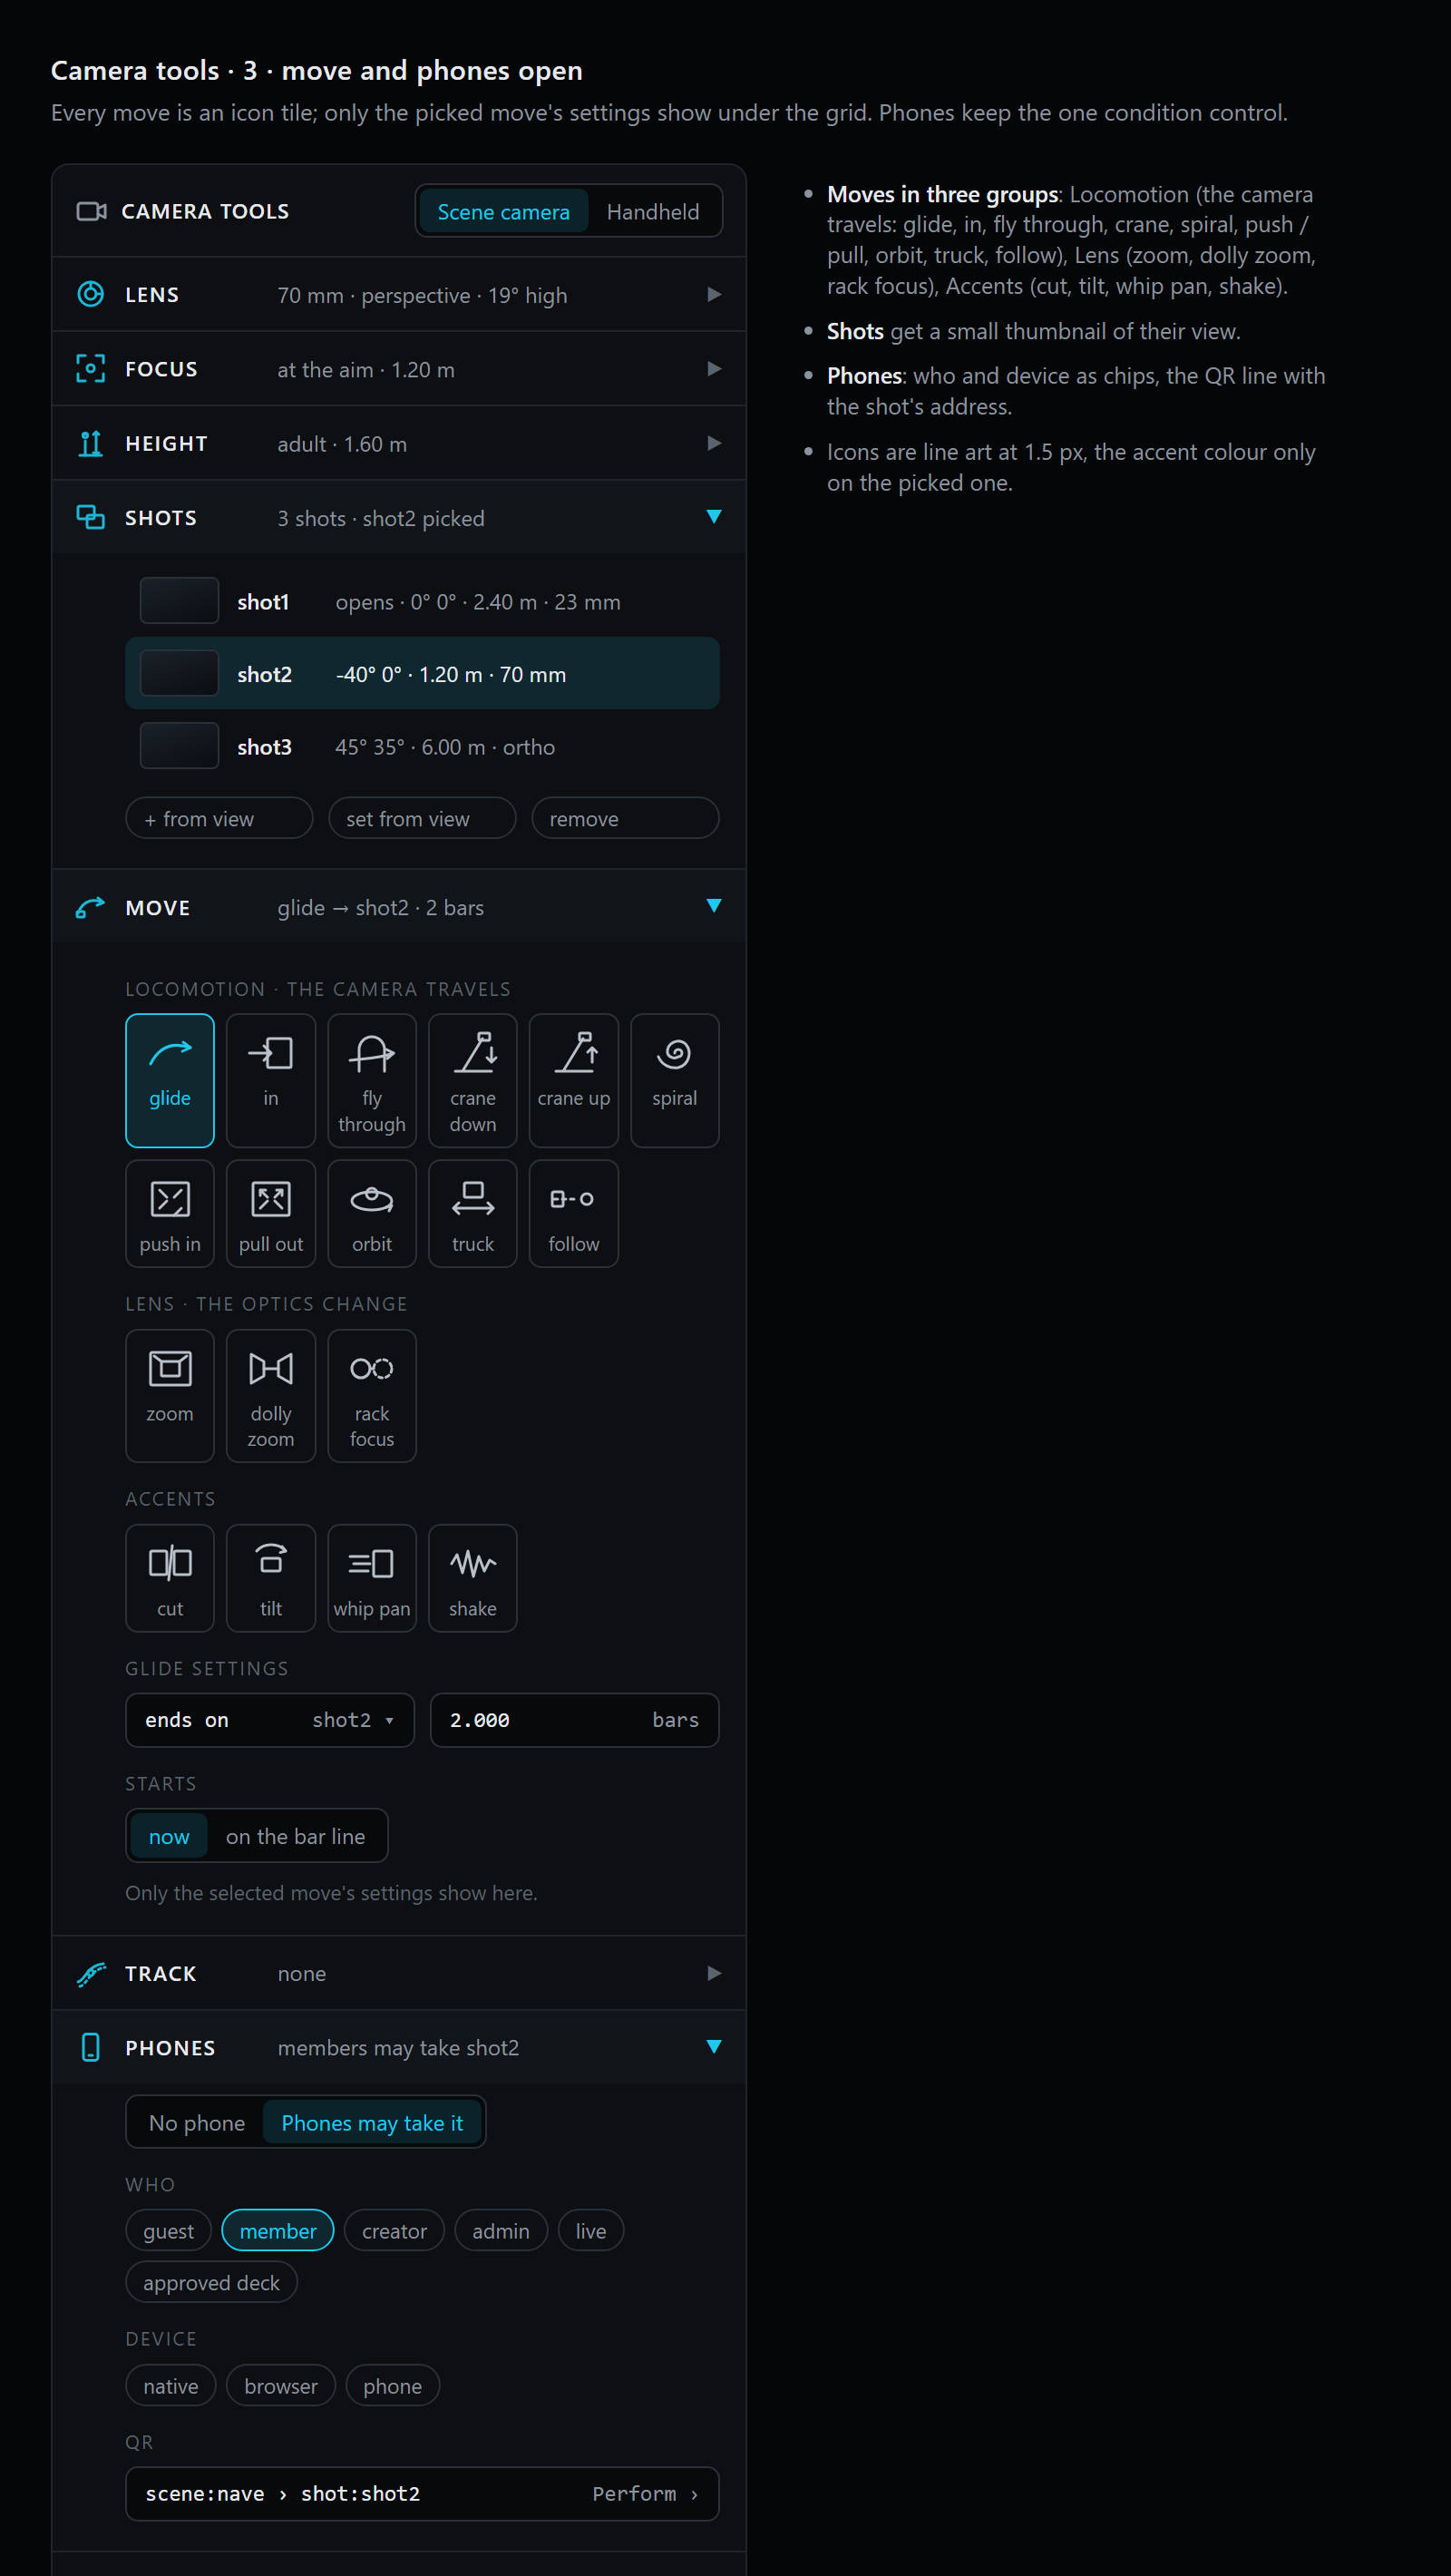 Camera tools · 3 · move and phones open
Every move is an icon tile; only the picked move's settings show under the grid. Phones keep the one condition control.
CAMERA TOOLS
Scene camera
Handheld
LENS
70 mm · perspective · 19° high
FOCUS
at the aim · 1.20 m
HEIGHT
adult · 1.60 m
SHOTS
3 shots · shot2 picked
shot1
opens · 0° 0° · 2.40 m · 23 mm
shot2
-40° 0° · 1.20 m · 70 mm
shot3
45° 35° · 6.00 m · ortho
+ from view
set from view
remove
MOVE
glide → shot2 · 2 bars
LOCOMOTION · THE CAMERA TRAVELS
glide
in
fly
through
crane
down
crane up
spiral
push in
pull out
orbit
truck
follow
LENS · THE OPTICS CHANGE
zoom
dolly
zoom
rack
focus
ACCENTS
cut
tilt
whip pan
shake
GLIDE SETTINGS
ends on
shot2 ▾
2.000
bars
STARTS
now
on the bar line
Only the selected move's settings show here.
TRACK
none
PHONES
members may take shot2
No phone
Phones may take it
WHO
guest
member
creator
admin
live
approved deck
DEVICE
native
browser
phone
QR
scene:nave › shot:shot2
Perform ›
Moves in three groups: Locomotion (the camera
travels: glide, in, fly through, crane, spiral, push /
pull, orbit, truck, follow), Lens (zoom, dolly zoom,
rack focus), Accents (cut, tilt, whip pan, shake).
Shots get a small thumbnail of their view.
Phones: who and device as chips, the QR line with
the shot's address.
Icons are line art at 1.5 px, the accent colour only
on the picked one.